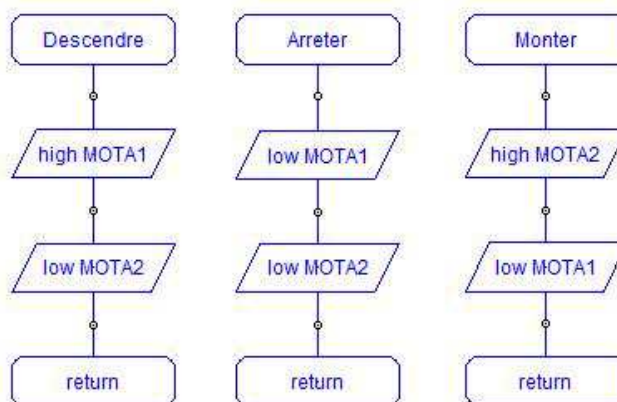 Descendre
high MOTA1
low MOTA2
return
Arreter
low MOTA1
low MOTA2
return
Monter
high MOTA2
low MOTA1
return